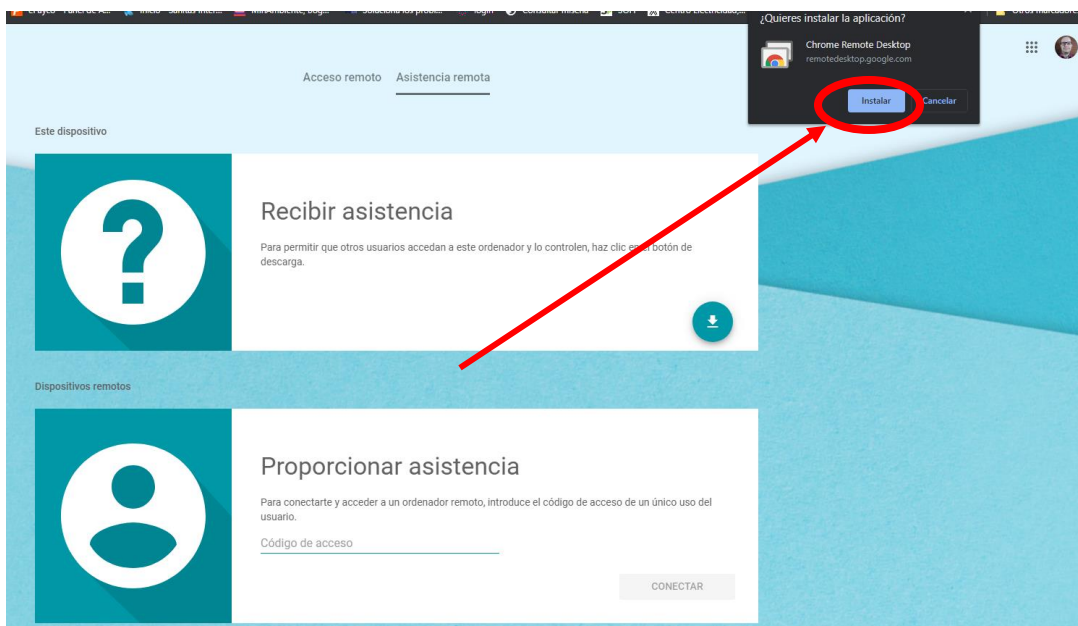 ¿Quieres instalar la aplicación?
Chrome Remote Desktop
remotedesktop.google.com
Instalar
Cancelar
Acceso remoto Asistencia remota
Este dispositivo
Recibir asistencia
Para permitir que otros usuarios accedan a este ordenador y lo controlen, haz clic en el botón de
descarga.
Dispositivos remotos
Proporcionar asistencia
Para conectarte y acceder a un ordenador remoto, introduce el código de acceso de un único uso del
usuario.
Código de acceso
CONECTAR